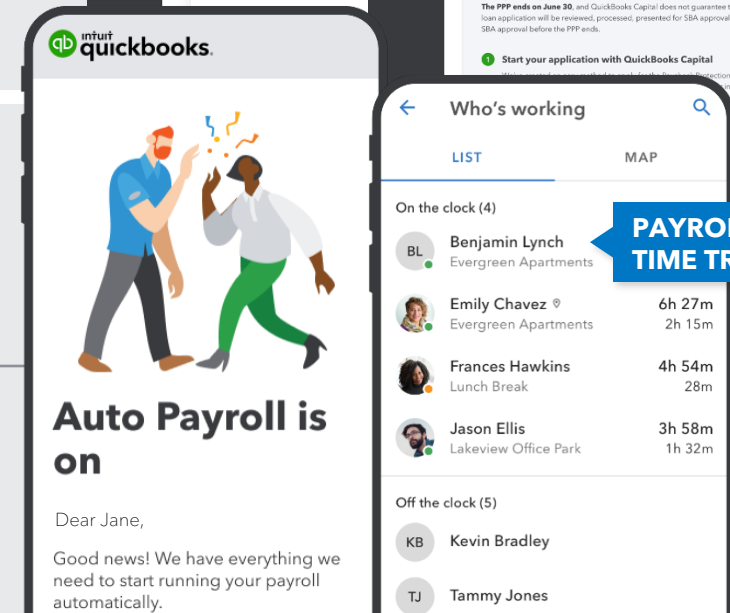 The PPP ends on June 30, and QuickBooks Capital does not guarantee
loan application will be reviewed, processed, presented for SBA approval
SBA approval before the PPP ends.
1 Start your application with QuickBooks Capital
intuit
qb quickbooks.
Auto Payroll is
on
Dear Jane,
Good news! We have everything we
need to start running your payroll
automatically.
Who's working
LIST MAP
On the clock (4)
BL Benjamin Lynch
Evergreen Apartments
PAYROL
TIME TR
Emily Chavez 6h 27m
Evergreen Apartments 2h 15m
Frances Hawkins 4h 54m
Lunch Break 28m
Jason Ellis 3h 58m
Lakeview Office Park 1h 32m
Off the clock (5)
KB Kevin Bradley
TJ Tammy Jones